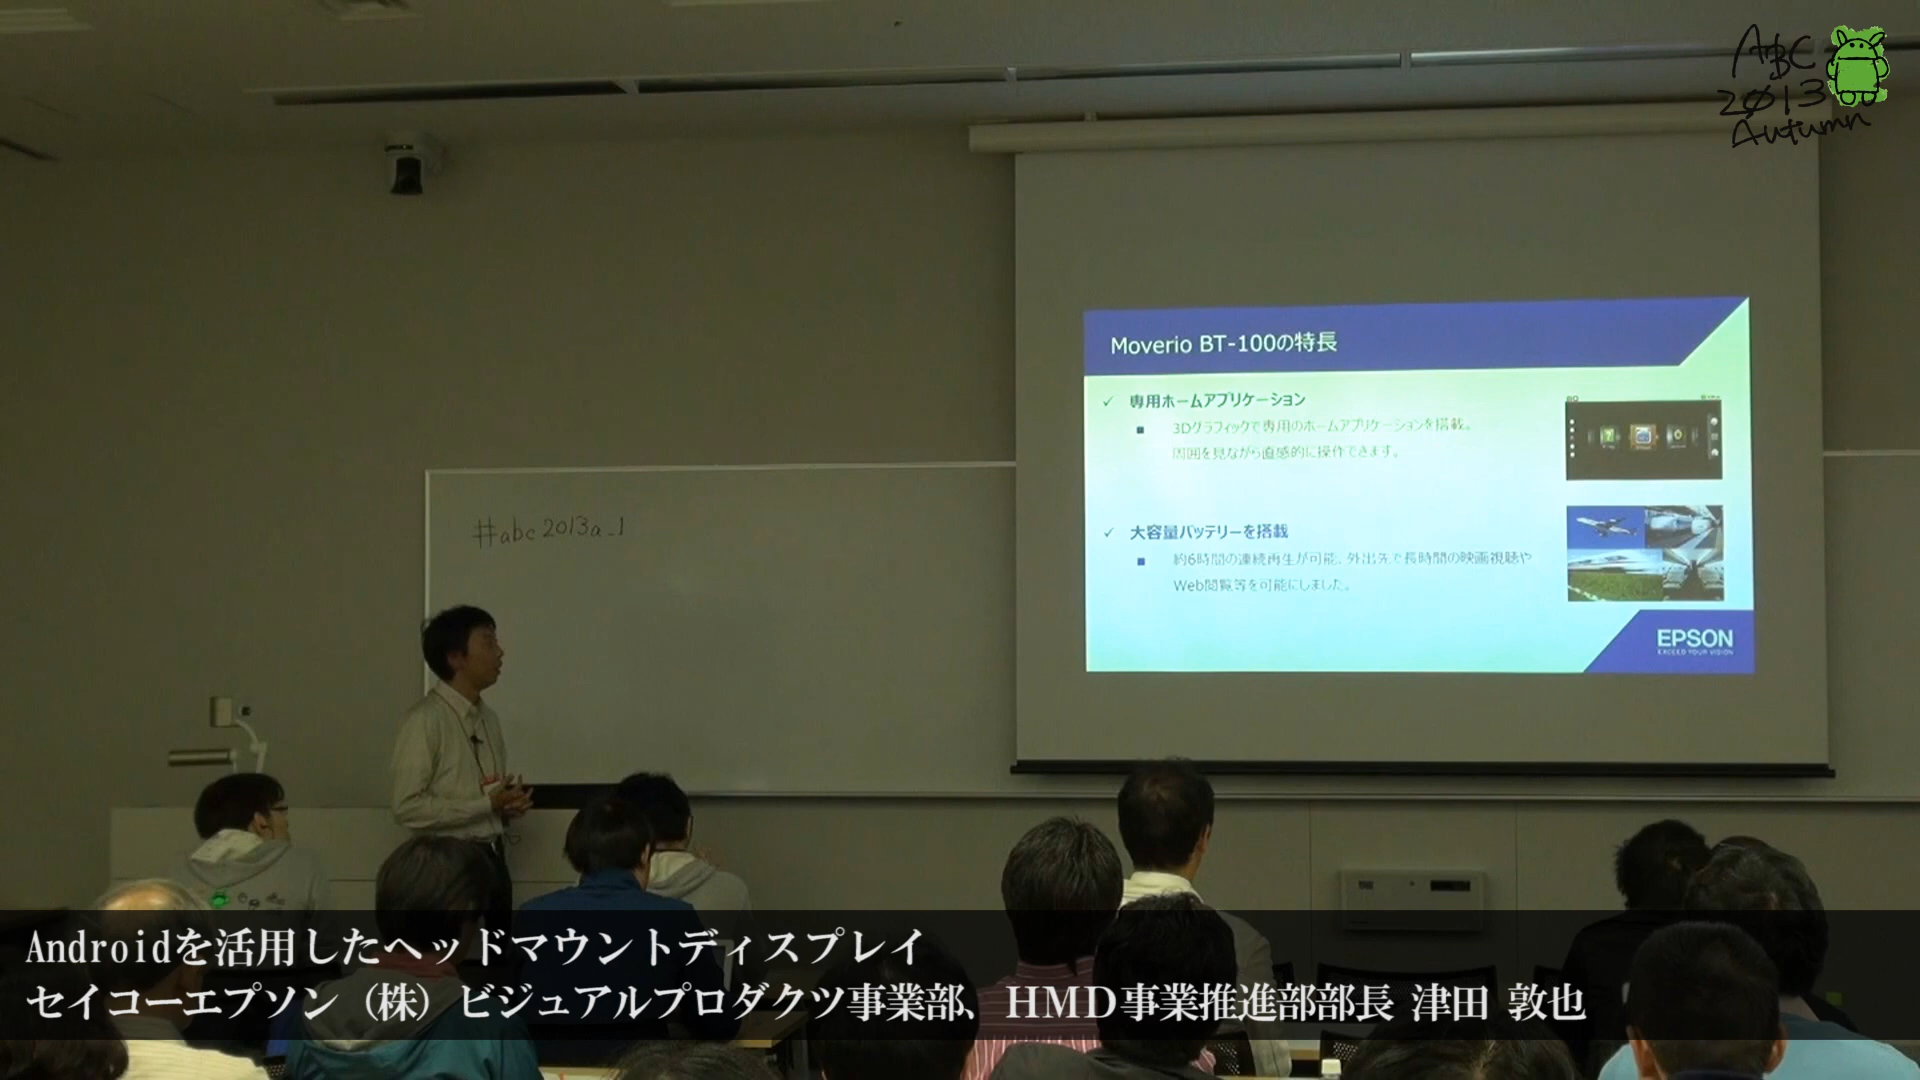 ABC
2013
Autumn
Moverio BT-100の特長
✓ 専用ホームアプリケーション
■ 3Dグラフィックで専用のホームアプリケーションを搭載。
周囲を見ながら直感的に操作できます。
✓ 大容量バッテリーを搭載
■ 約6時間の連続再生が可能、外出先で長時間の映画視聴や
Web閲覧等を可能にしました。
EPSON
EXCEED YOUR VISION
#abc2013a_1
Androidを活用したヘッドマウントディスプレイ
セイコーエプソン（株）ビジュアルプロダクツ事業部、HMD事業推進部部長 津田 敦也